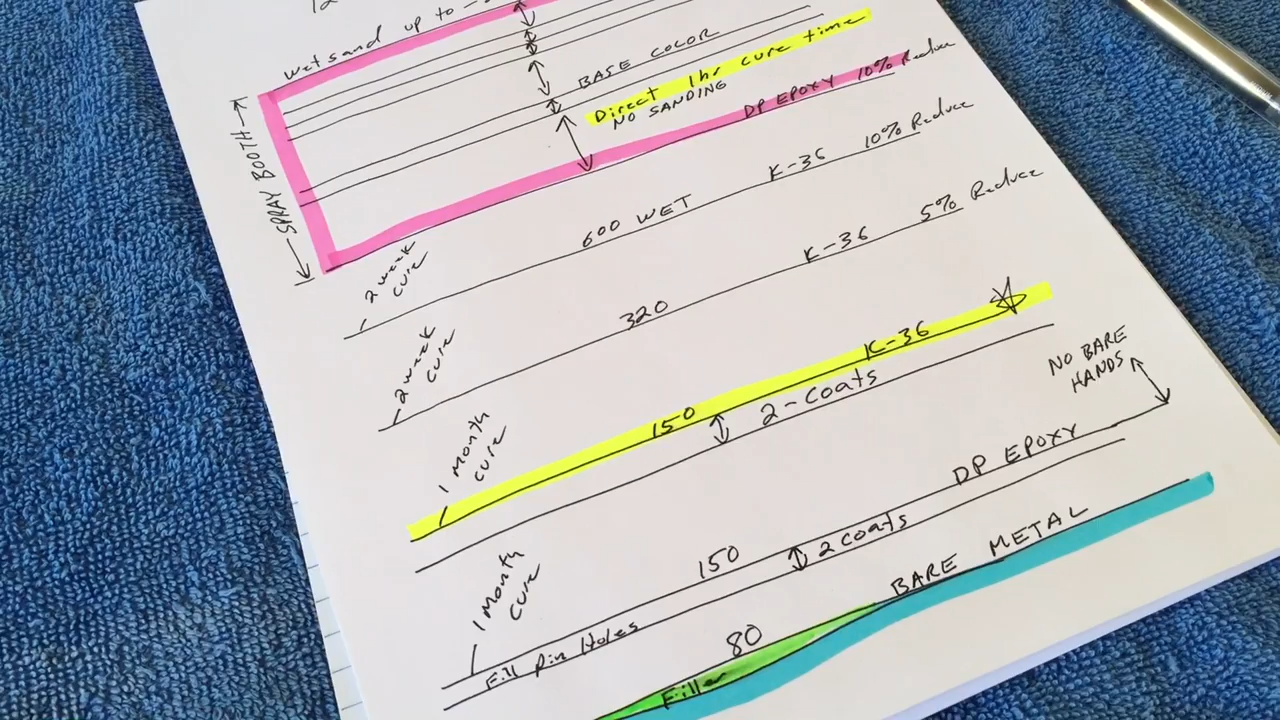 12
wetsand up to
BASE COLOR
Direct 1hr cure time
NO SANDING
DP EPOXY 10% Reduce
SPRAY BOOTH
2 week cure
600 WET
K-36 10% Reduce
2 week cure
320
K-36 5% Reduce
1 month cure
150
K-36
2-Coats
NO BARE
HANDS
1 month cure
150
2 coats
DP EPOXY
Fill Pin Holes
80
BARE METAL
Filler